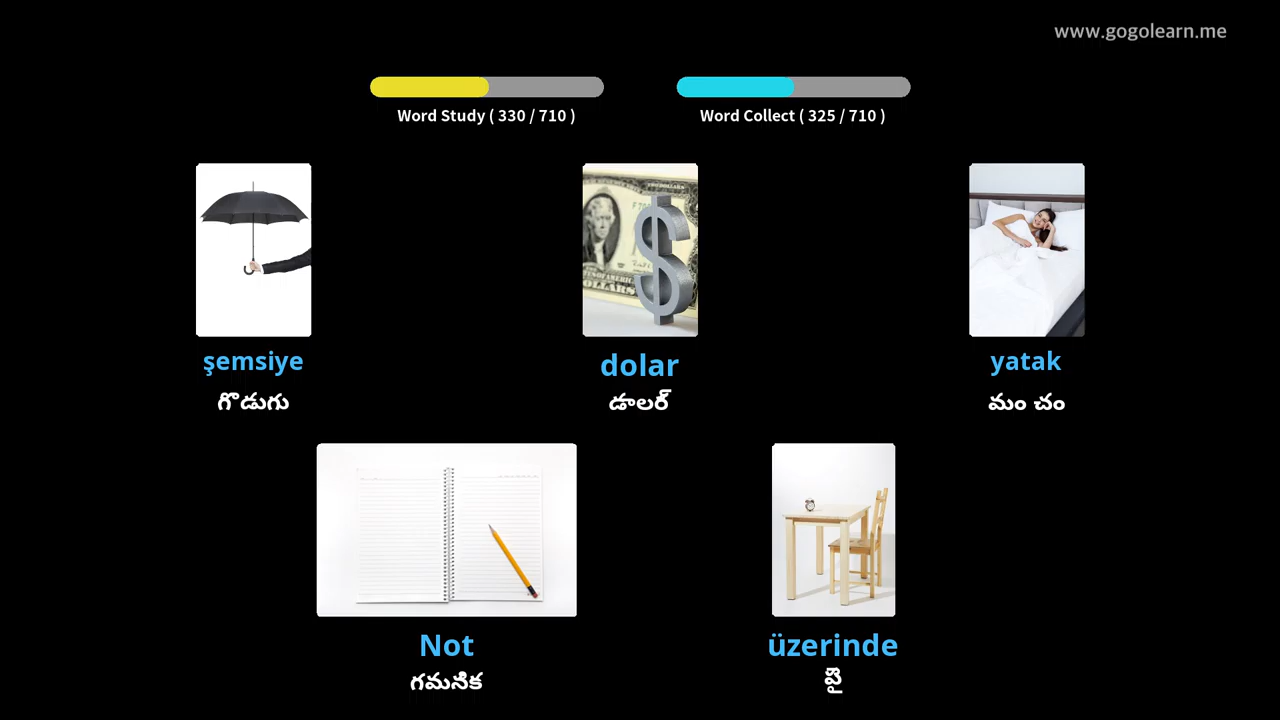 www.gogolearn.me
Word Study ( 330 / 710 )
Word Collect ( 325 / 710 )
şemsiye
గొడుగు
dolar
డాలర్
yatak
మం చం
Not
గమనిక
üzerinde
పై